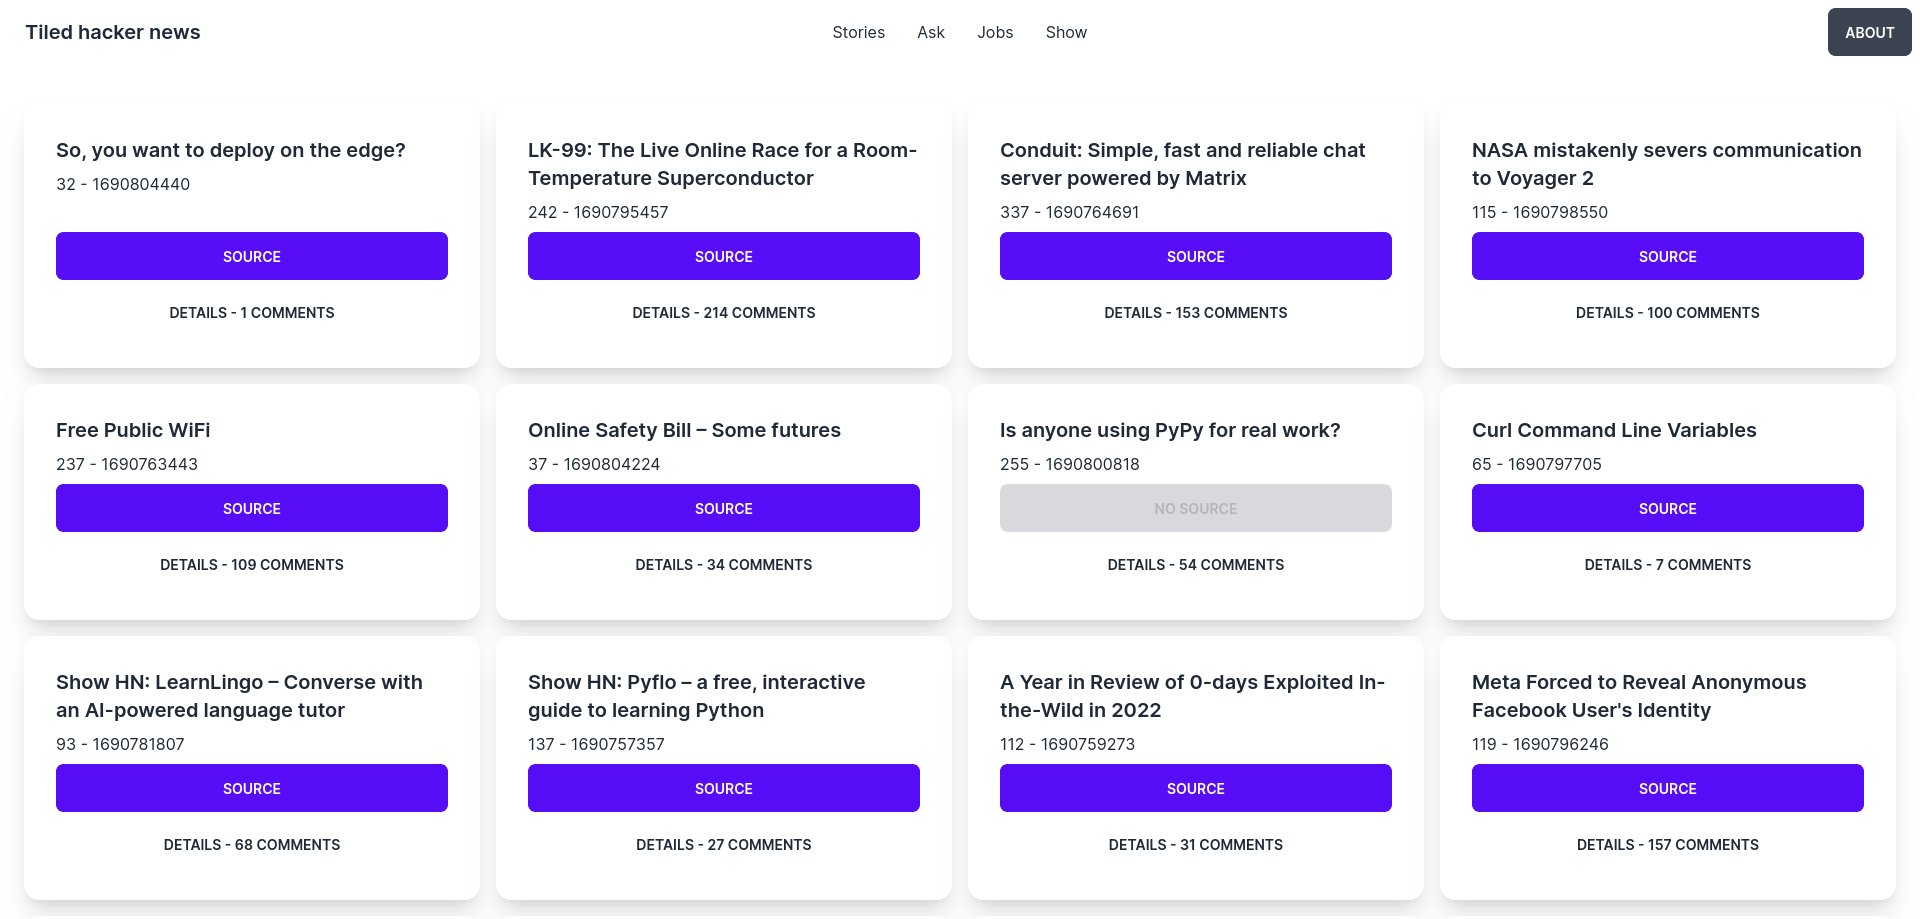 Tiled hacker news
Stories
Ask
Jobs
Show
ABOUT
So, you want to deploy on the edge?
32 - 1690804440
SOURCE
DETAILS - 1 COMMENTS
LK-99: The Live Online Race for a Room-
Temperature Superconductor
242 - 1690795457
SOURCE
DETAILS - 214 COMMENTS
Conduit: Simple, fast and reliable chat
server powered by Matrix
337 - 1690764691
SOURCE
DETAILS - 153 COMMENTS
NASA mistakenly severs communication
to Voyager 2
115 - 1690798550
SOURCE
DETAILS - 100 COMMENTS
Free Public WiFi
237 - 1690763443
SOURCE
DETAILS - 109 COMMENTS
Online Safety Bill – Some futures
37 - 1690804224
SOURCE
DETAILS - 34 COMMENTS
Is anyone using PyPy for real work?
255 - 1690800818
NO SOURCE
DETAILS - 54 COMMENTS
Curl Command Line Variables
65 - 1690797705
SOURCE
DETAILS - 7 COMMENTS
Show HN: LearnLingo – Converse with
an AI-powered language tutor
93 - 1690781807
SOURCE
DETAILS - 68 COMMENTS
Show HN: Pyflo – a free, interactive
guide to learning Python
137 - 1690757357
SOURCE
DETAILS - 27 COMMENTS
A Year in Review of 0-days Exploited In-
the-Wild in 2022
112 - 1690759273
SOURCE
DETAILS - 31 COMMENTS
Meta Forced to Reveal Anonymous
Facebook User's Identity
119 - 1690796246
SOURCE
DETAILS - 157 COMMENTS